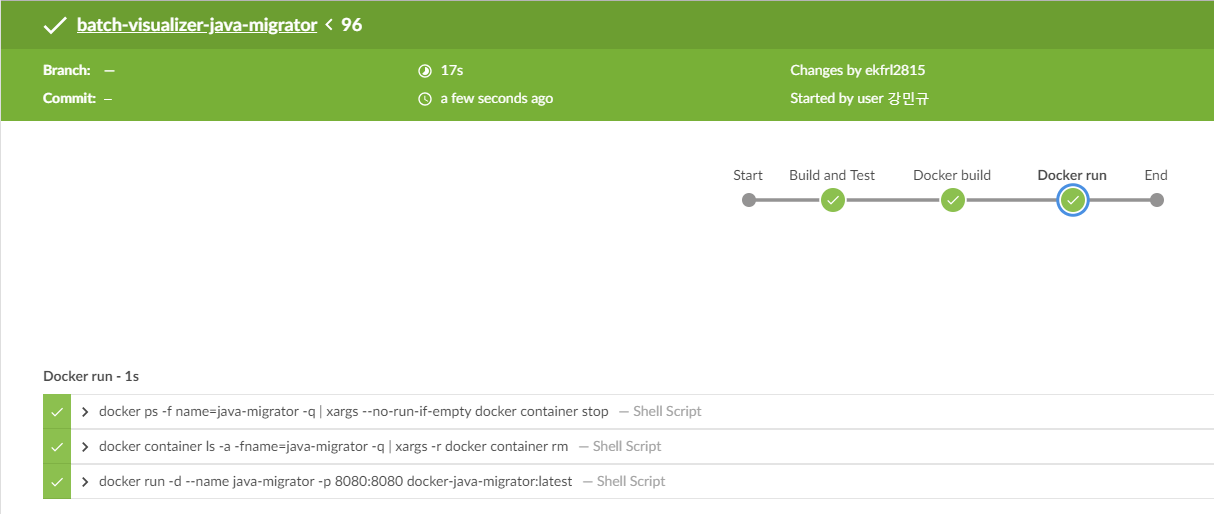 batch-visualizer-java-migrator < 96
Branch: — 17s Changes by ekfrl2815
Commit: – a few seconds ago Started by user 강민규
Start Build and Test Docker build Docker run End
Docker run - 1s
docker ps -f name=java-migrator -q | xargs --no-run-if-empty docker container stop — Shell Script
docker container ls -a -fname=java-migrator -q | xargs -r docker container rm — Shell Script
docker run -d --name java-migrator -p 8080:8080 docker-java-migrator:latest — Shell Script